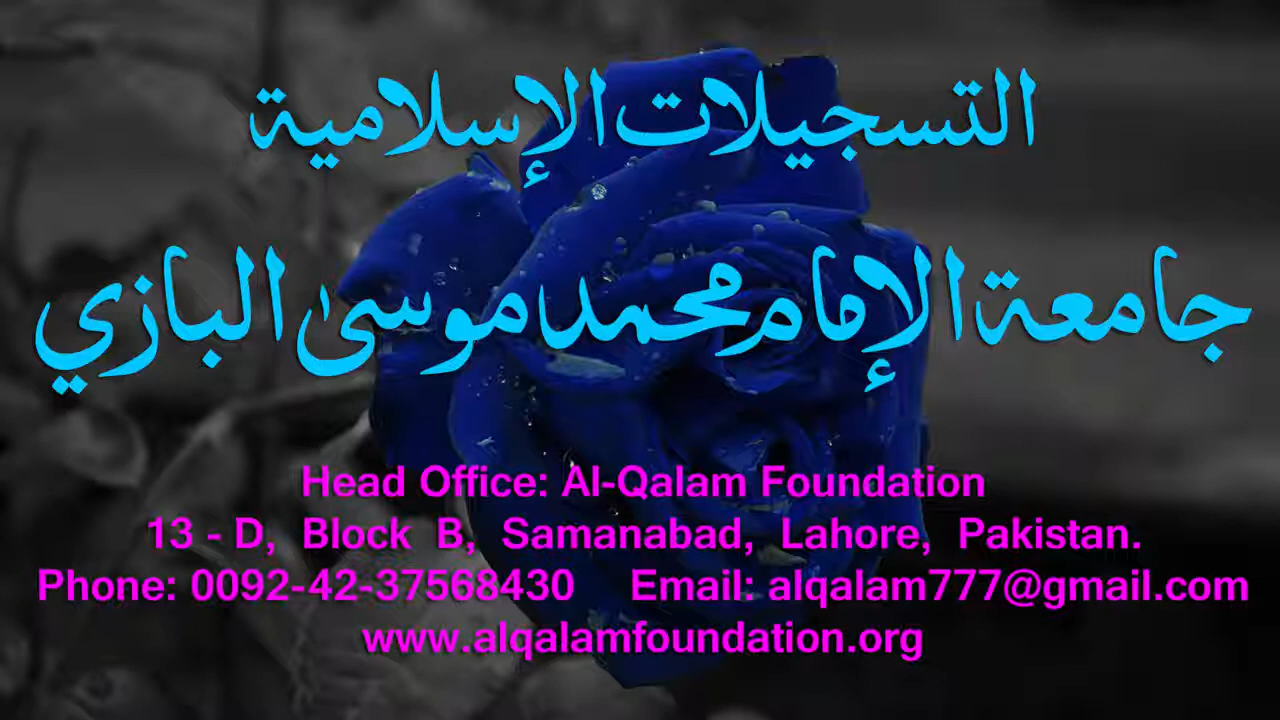 التسجيلات الإسلامية
جامعة الإمام محمد موسىٰ البازي
Head Office: Al-Qalam Foundation
13 - D, Block B, Samanabad, Lahore, Pakistan.
Phone: 0092-42-37568430 Email: alqalam777@gmail.com
www.alqalamfoundation.org